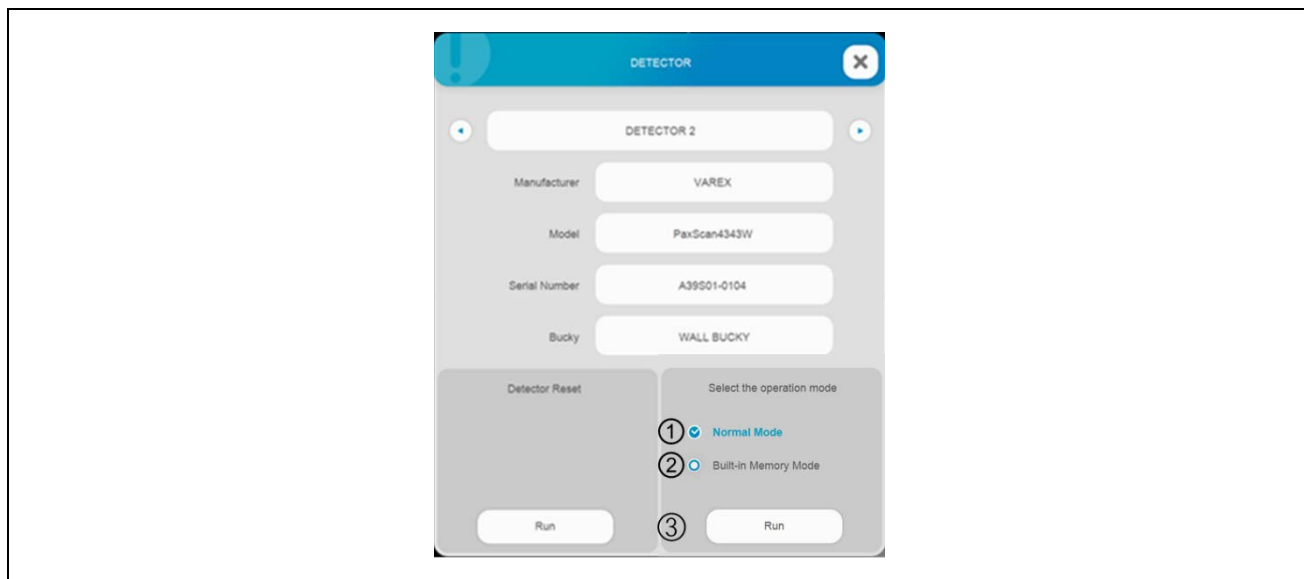 DETECTOR
DETECTOR 2
Manufacturer VAREX
Model PaxScan4343W
Serial Number A39S01-0104
Bucky WALL BUCKY
Detector Reset
Run
Select the operation mode
① Normal Mode
② Built-in Memory Mode
③ Run